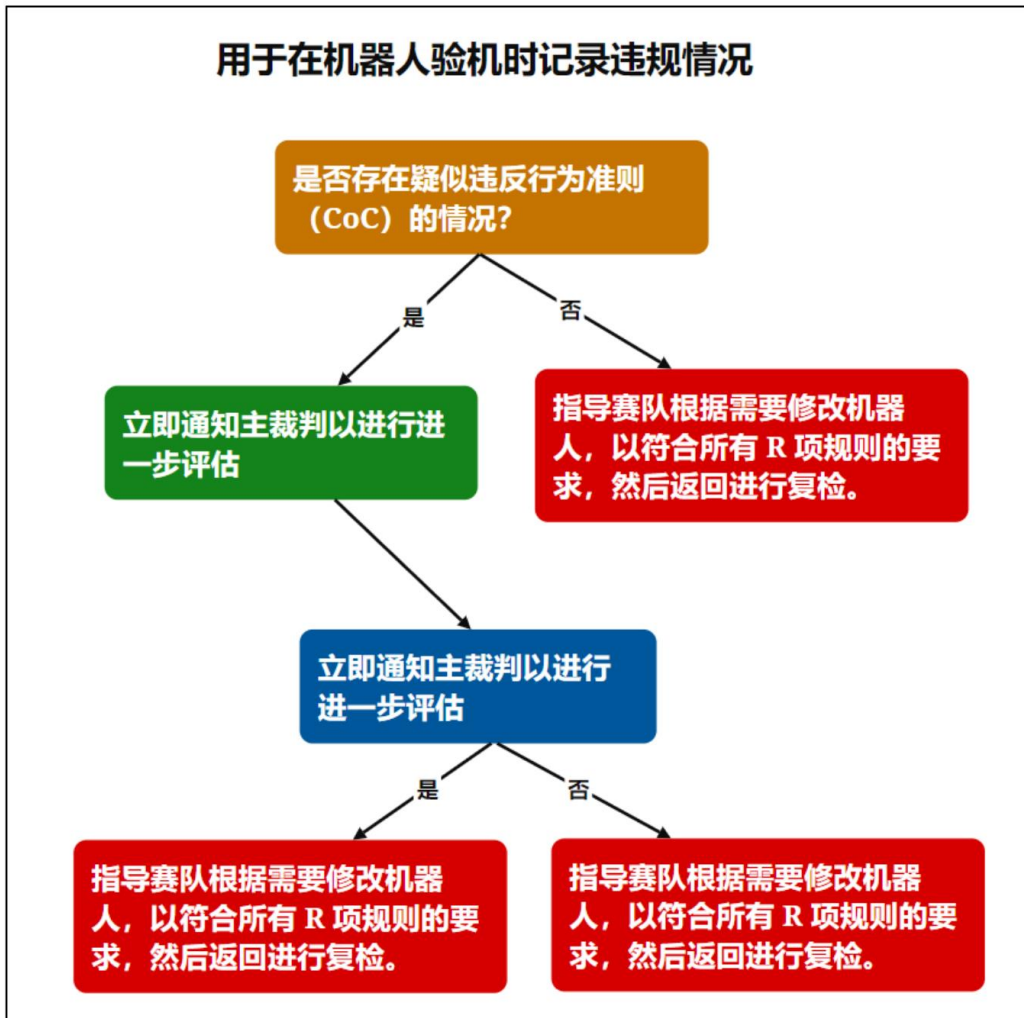 用于在机器人验机时记录违规情况
是否存在疑似违反行为准则
（CoC）的情况？
是
否
立即通知主裁判以进行进
一步评估
指导赛队根据需要修改机器
人，以符合所有 R 项规则的要
求，然后返回进行复检。
立即通知主裁判以进行
进一步评估
是
否
指导赛队根据需要修改机器
人，以符合所有 R 项规则的要
求，然后返回进行复检。
指导赛队根据需要修改机器
人，以符合所有 R 项规则的要
求，然后返回进行复检。